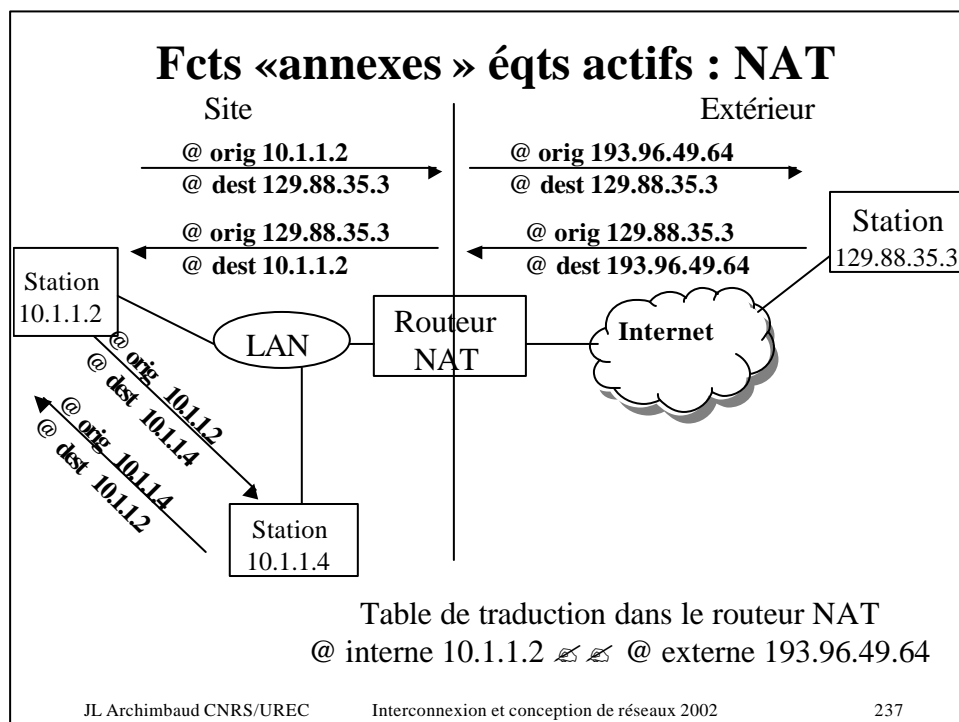 Fcts «annexes » éqts actifs : NAT
Site
Extérieur
@ orig 10.1.1.2
@ dest 129.88.35.3
@ orig 193.96.49.64
@ dest 129.88.35.3
@ orig 129.88.35.3
@ dest 10.1.1.2
@ orig 129.88.35.3
@ dest 193.96.49.64
Station
129.88.35.3
Station
10.1.1.2
LAN
Routeur
NAT
Internet
@ orig 10.1.1.2
@ dest 10.1.1.4
@ orig 10.1.1.4
@ dest 10.1.1.2
Station
10.1.1.4
Table de traduction dans le routeur NAT
@ interne 10.1.1.2 ✍ ✍ @ externe 193.96.49.64
JL Archimbaud CNRS/UREC
Interconnexion et conception de réseaux 2002
237